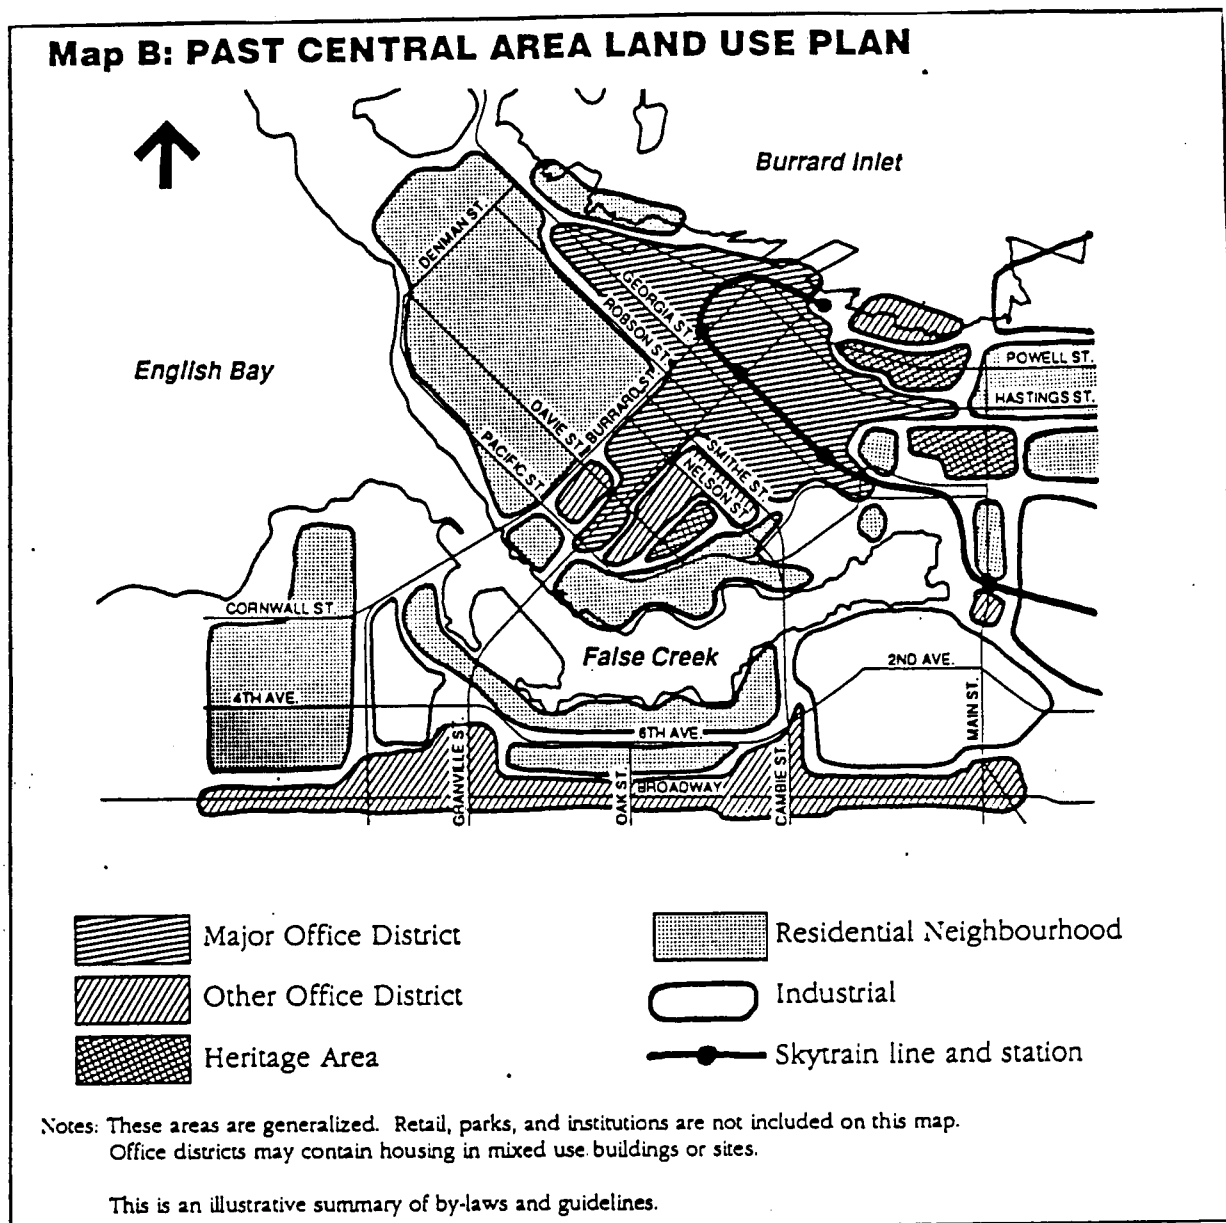 Map B: PAST CENTRAL AREA LAND USE PLAN
Burrard Inlet
English Bay
DENMAN ST.
GEORGIA ST.
ROBSON ST.
POWELL ST.
HASTINGS ST.
DAVIE ST.
BURRARD ST.
PACIFIC ST.
SMITHE ST.
NELSON ST.
CORNWALL ST.
False Creek
2ND AVE.
4TH AVE.
6TH AVE.
MAIN ST.
GRANVILLE ST.
OAK ST.
BROADWAY
CAMBIE ST.
Major Office District
Other Office District
Heritage Area
Residential Neighbourhood
Industrial
Skytrain line and station
Notes: These areas are generalized. Retail, parks, and institutions are not included on this map.
Office districts may contain housing in mixed use buildings or sites.
This is an illustrative summary of by-laws and guidelines.